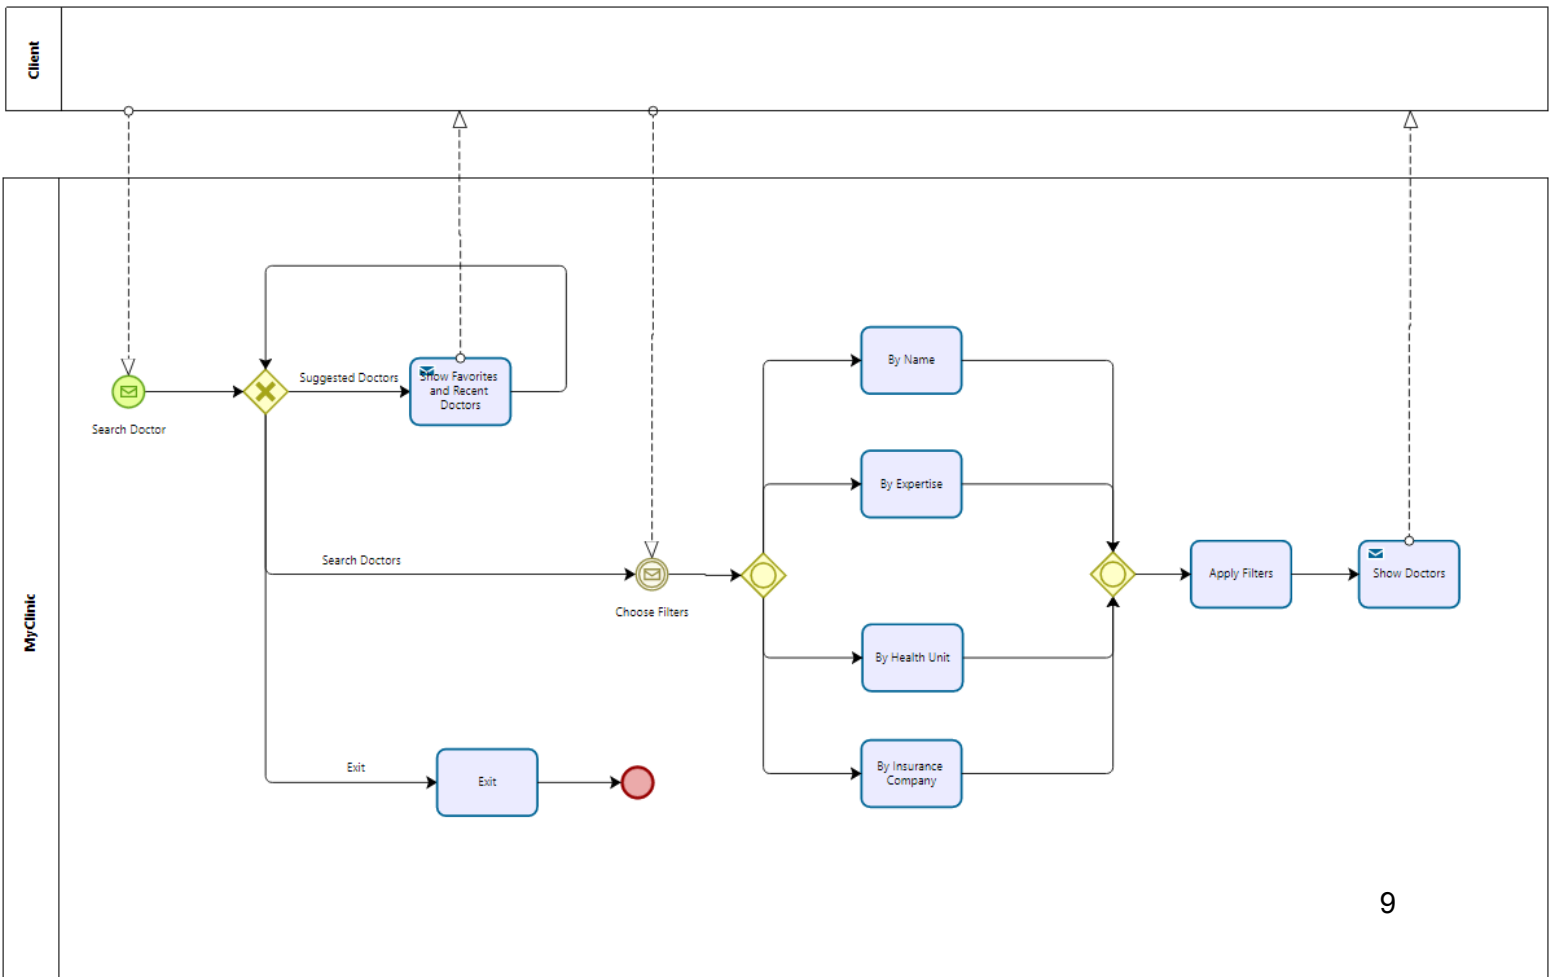 Client
MyClinic
Search Doctor
Suggested Doctors
Show Favorites
and Recent
Doctors
Search Doctors
Choose Filters
Exit
Exit
By Name
By Expertise
By Health Unit
By Insurance
Company
Apply Filters
Show Doctors
9